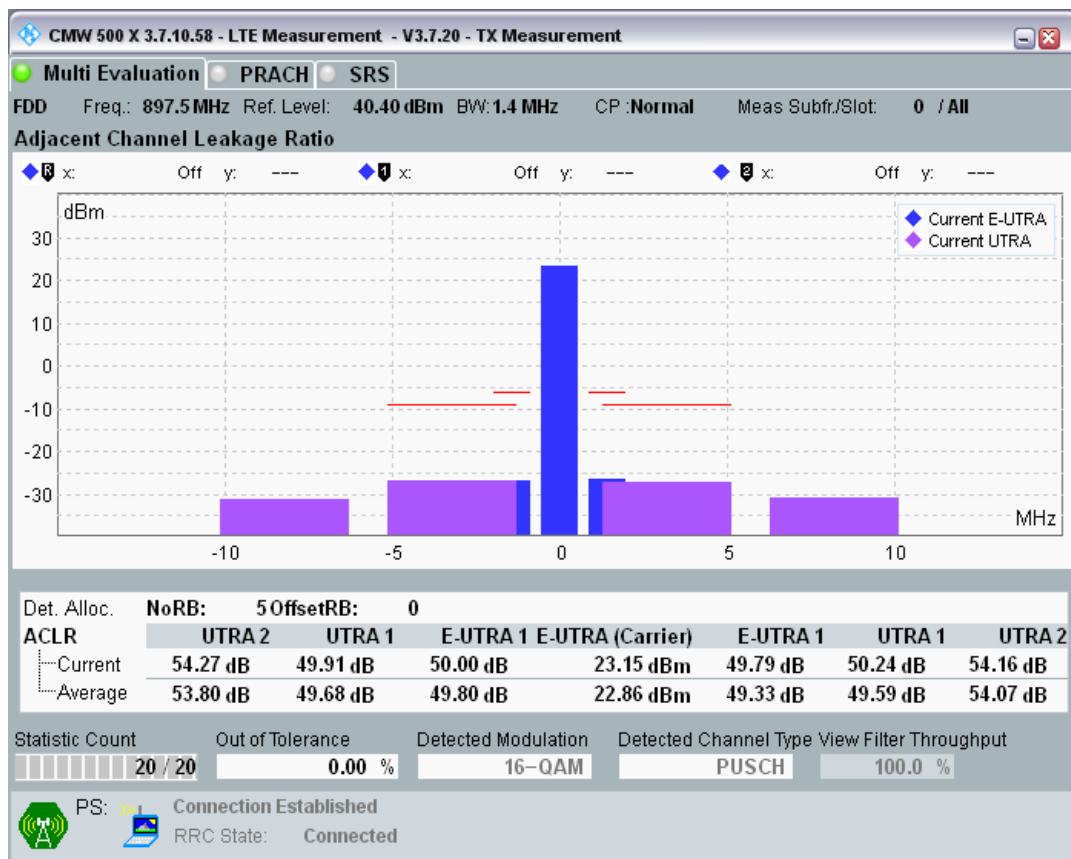 CMW 500 X 3.7.10.58 - LTE Measurement - V3.7.20 - TX Measurement
Multi Evaluation PRACH SRS
FDD Freq.: 897.5 MHz Ref. Level: 40.40 dBm BW: 1.4 MHz CP :Normal Meas Subfr./Slot: 0 / All
Adjacent Channel Leakage Ratio
R x: Off y: --- 1 x: Off y: --- 2 x: Off y: ---
dBm
Current E-UTRA
Current UTRA
30
20
10
0
-10
-20
-30
MHz
-10 -5 0 5 10
Det. Alloc. NoRB: 5 OffsetRB: 0
ACLR UTRA 2 UTRA 1 E-UTRA 1 E-UTRA (Carrier) E-UTRA 1 UTRA 1 UTRA 2
Current 54.27 dB 49.91 dB 50.00 dB 23.15 dBm 49.79 dB 50.24 dB 54.16 dB
Average 53.80 dB 49.68 dB 49.80 dB 22.86 dBm 49.33 dB 49.59 dB 54.07 dB
Statistic Count Out of Tolerance Detected Modulation Detected Channel Type View Filter Throughput
20 / 20 0.00 % 16-QAM PUSCH 100.0 %
PS: Connection Established
RRC State: Connected